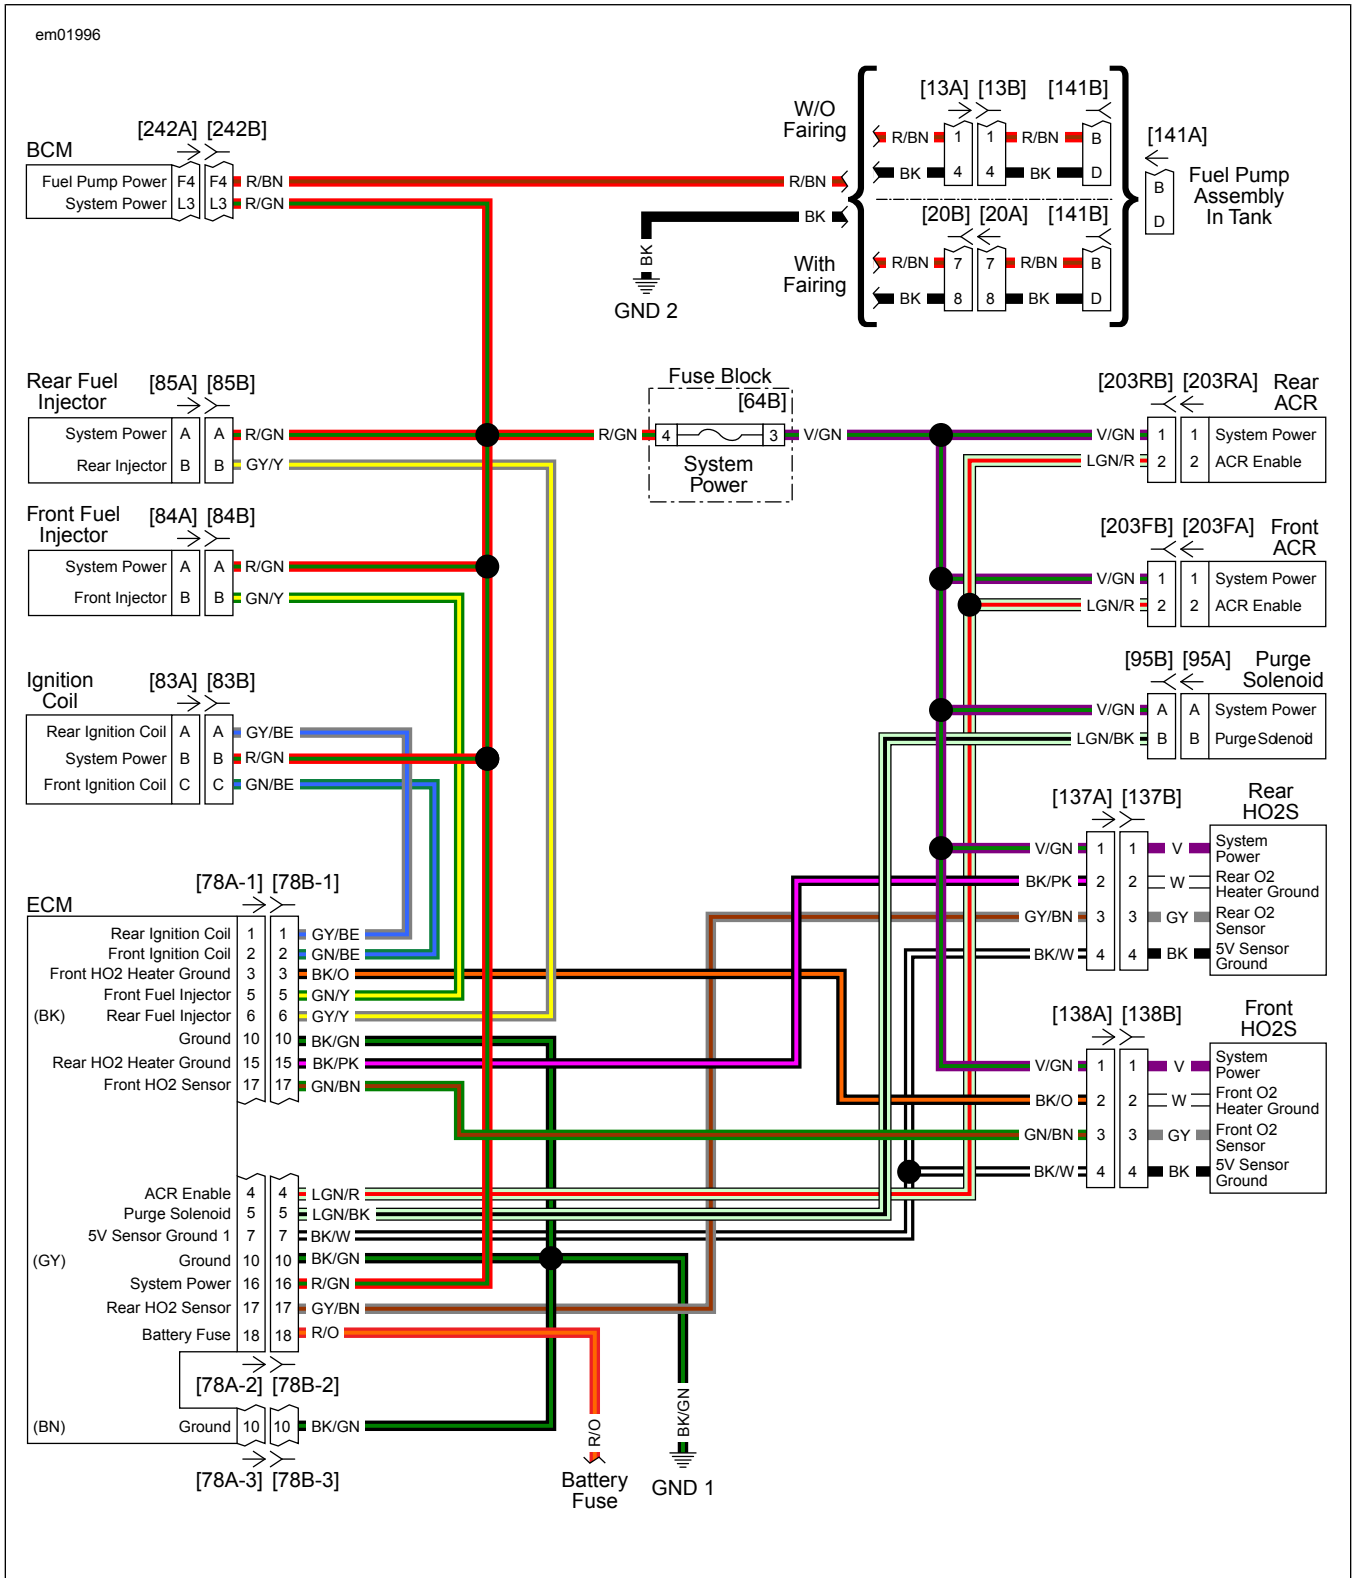 em01996
[242A] [242B]
BCM
Fuel Pump Power F4 F4 R/BN
System Power L3 L3 R/GN
R/BN
BK
BK
GND 2
W/O
Fairing
[13A] [13B] [141B]
R/BN 1 1 R/BN B
BK 4 4 BK D
With
Fairing
[20B] [20A] [141B]
R/BN 7 7 R/BN B
BK 8 8 BK D
[141A]
B
D
Fuel Pump
Assembly
In Tank
Rear Fuel
Injector
[85A] [85B]
System Power A A R/GN
Rear Injector B B GY/Y
Fuse Block
[64B]
R/GN 4 3 V/GN
System
Power
[203RB] [203RA] Rear
ACR
V/GN 1 1 System Power
LGN/R 2 2 ACR Enable
Front Fuel
Injector
[84A] [84B]
System Power A A R/GN
Front Injector B B GN/Y
[203FB] [203FA] Front
ACR
V/GN 1 1 System Power
LGN/R 2 2 ACR Enable
Ignition
Coil
[83A] [83B]
Rear Ignition Coil A A GY/BE
System Power B B R/GN
Front Ignition Coil C C GN/BE
[95B] [95A] Purge
Solenoid
V/GN A A System Power
LGN/BK B B Purge Solenoid
[137A] [137B] Rear
HO2S
V/GN 1 1 V System
Power
BK/PK 2 2 W Rear O2
Heater Ground
GY/BN 3 3 GY Rear O2
Sensor
BK/W 4 4 BK 5V Sensor
Ground
[138A] [138B] Front
HO2S
V/GN 1 1 V System
Power
BK/O 2 2 W Front O2
Heater Ground
GN/BN 3 3 GY Front O2
Sensor
BK/W 4 4 BK 5V Sensor
Ground
[78A-1] [78B-1]
ECM
Rear Ignition Coil 1 1 GY/BE
Front Ignition Coil 2 2 GN/BE
Front HO2 Heater Ground 3 3 BK/O
Front Fuel Injector 5 5 GN/Y
(BK) Rear Fuel Injector 6 6 GY/Y
Ground 10 10 BK/GN
Rear HO2 Heater Ground 15 15 BK/PK
Front HO2 Sensor 17 17 GN/BN
ACR Enable 4 4 LGN/R
Purge Solenoid 5 5 LGN/BK
5V Sensor Ground 1 7 7 BK/W
(GY) Ground 10 10 BK/GN
System Power 16 16 R/GN
Rear HO2 Sensor 17 17 GY/BN
Battery Fuse 18 18 R/O
[78A-2] [78B-2]
(BN) Ground 10 10 BK/GN
[78A-3] [78B-3]
R/O
Battery
Fuse
BK/GN
GND 1